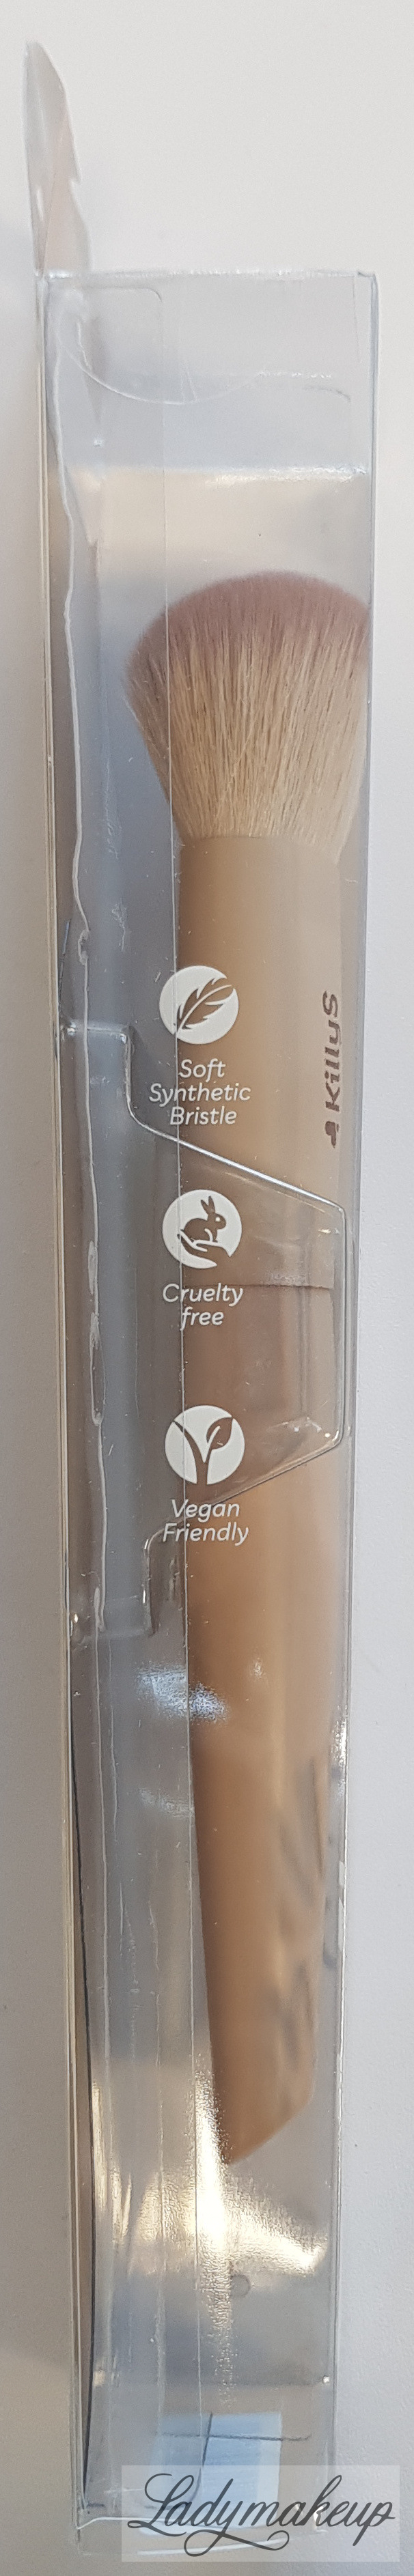 KillyS
Soft
Synthetic
Bristle
Cruelty
free
Vegan
Friendly
Ladymakeup